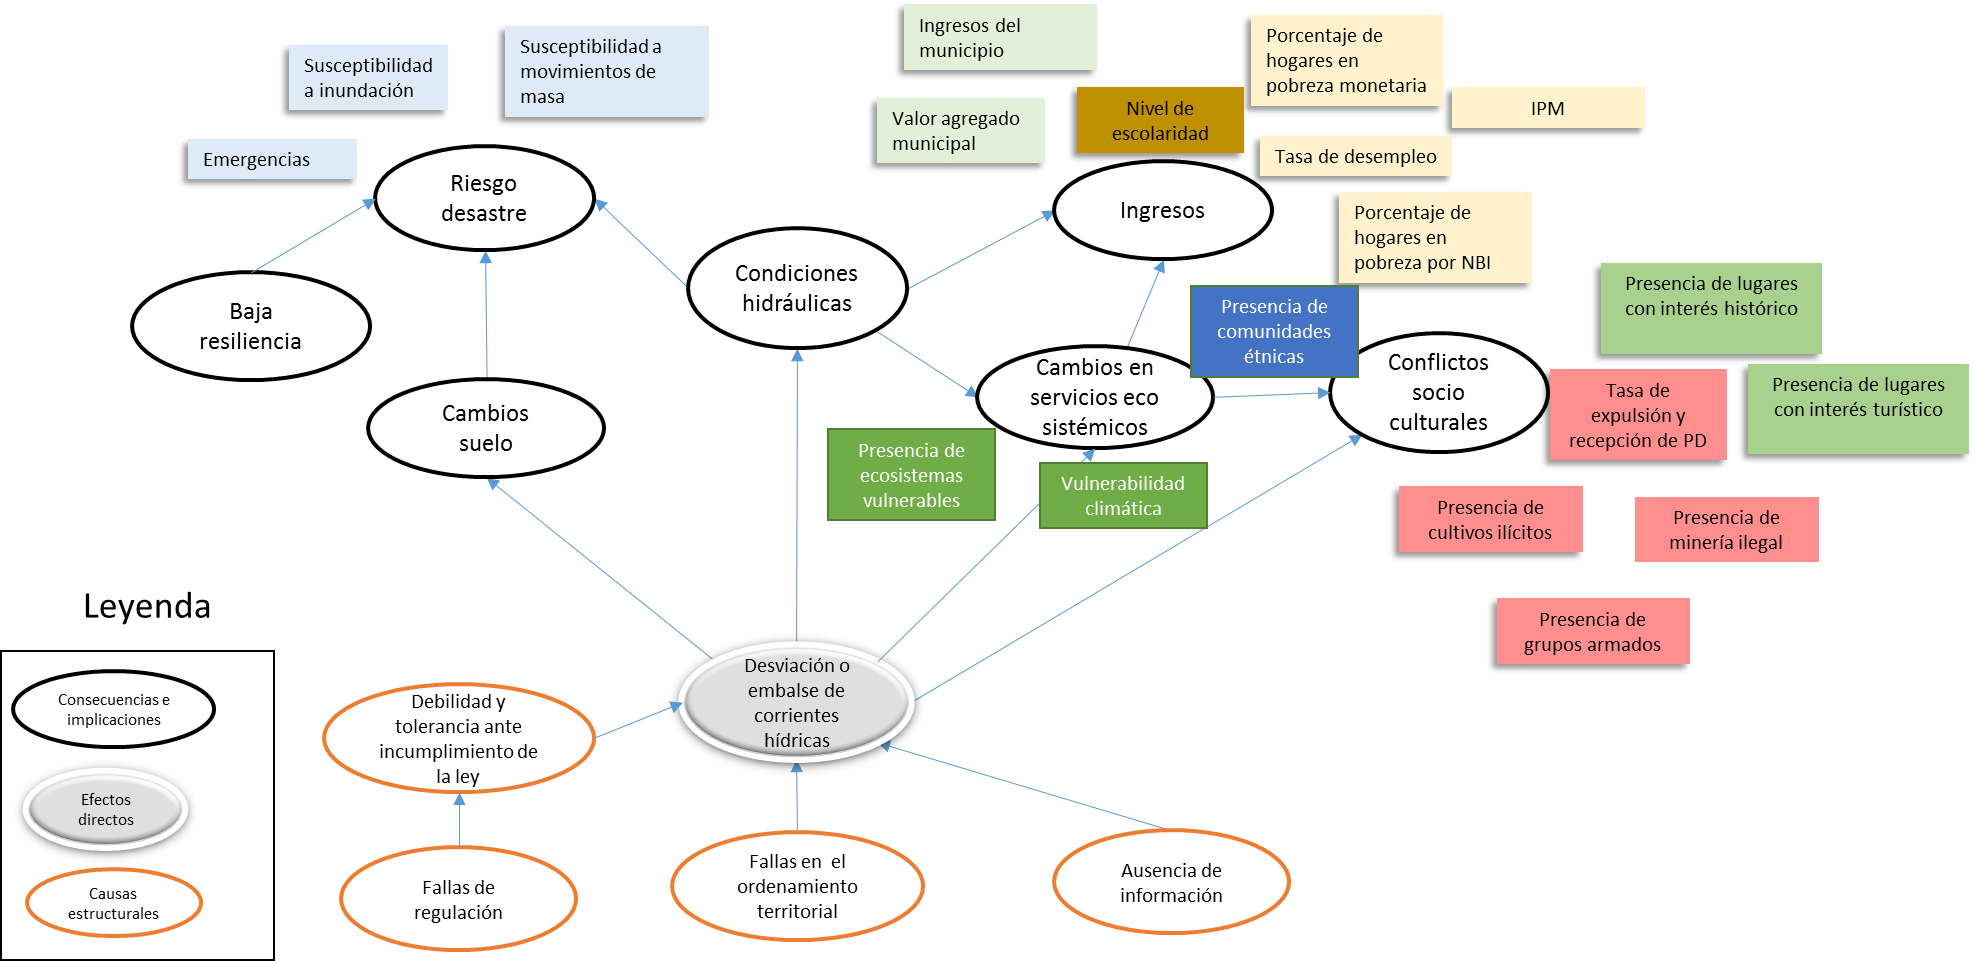 Ingresos del
municipio
Susceptibilidad a
movimientos de
masa
Porcentaje de
hogares en
pobreza monetaria
Susceptibilidad
a inundación
Valor agregado
municipal
Nivel de
escolaridad
IPM
Emergencias
Tasa de desempleo
Riesgo
desastre
Ingresos
Porcentaje de
hogares en
pobreza por NBI
Condiciones
hidráulicas
Baja
resiliencia
Presencia de
comunidades
étnicas
Presencia de lugares
con interés histórico
Cambios en
servicios eco
sistémicos
Conflictos
socio
culturales
Tasa de
expulsión y
recepción de PD
Presencia de lugares
con interés turístico
Cambios
suelo
Presencia de
ecosistemas
vulnerables
Vulnerabilidad
climática
Presencia de
cultivos ilícitos
Presencia de
minería ilegal
Presencia de
grupos armados
Leyenda
Consecuencias e
implicaciones
Efectos
directos
Causas
estructurales
Desviación o
embalse de
corrientes
hídricas
Debilidad y
tolerancia ante
incumplimiento de
la ley
Fallas de
regulación
Fallas en  el
ordenamiento
territorial
Ausencia de
información